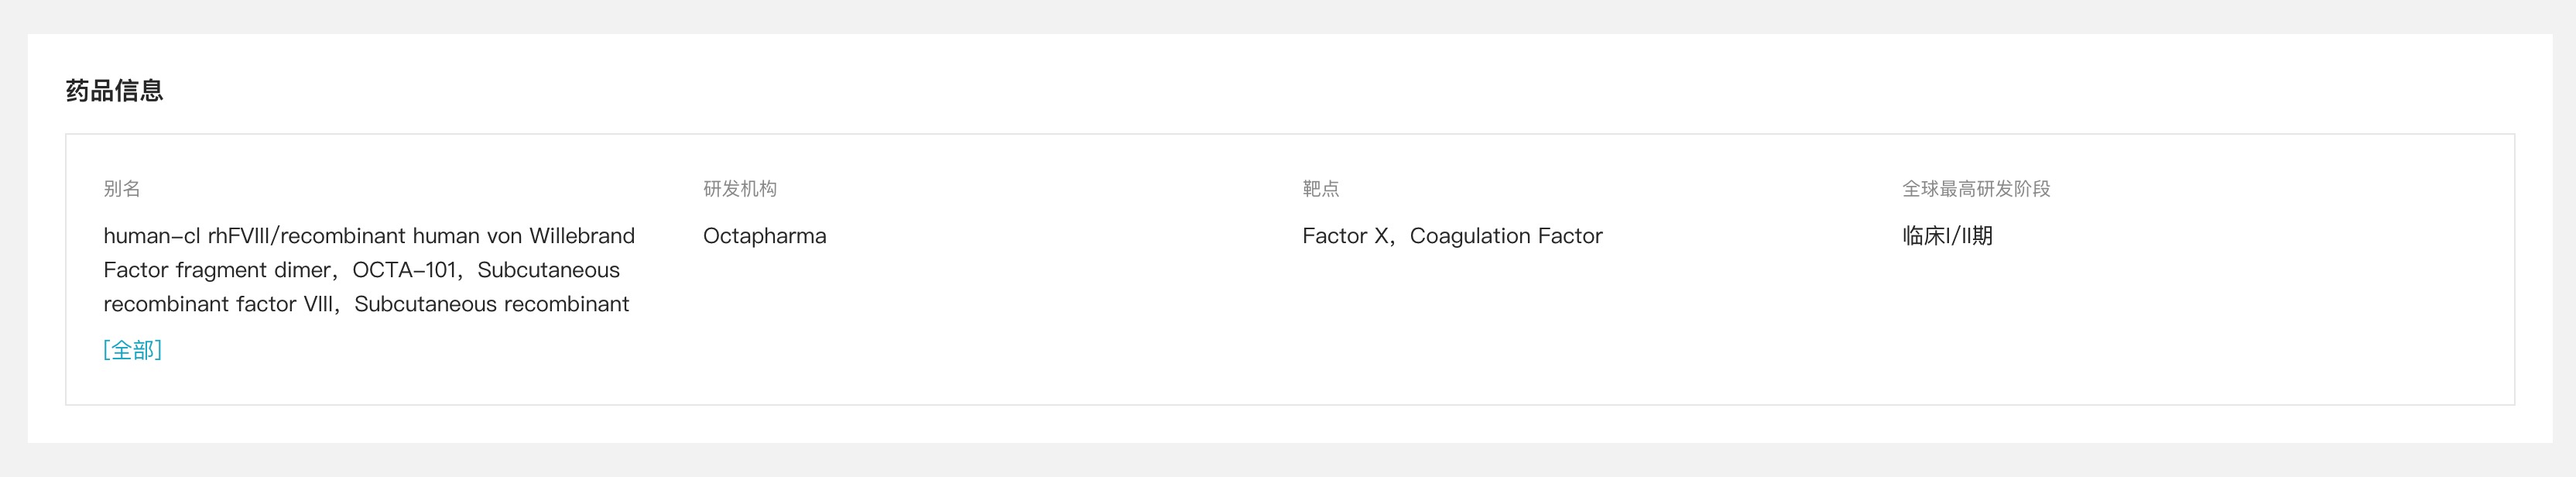 药品信息
别名
human-cl rhFVIII/recombinant human von Willebrand
Factor fragment dimer，OCTA-101，Subcutaneous
recombinant factor VIII，Subcutaneous recombinant
[全部]
研发机构
Octapharma
靶点
Factor X，Coagulation Factor
全球最高研发阶段
临床I/II期